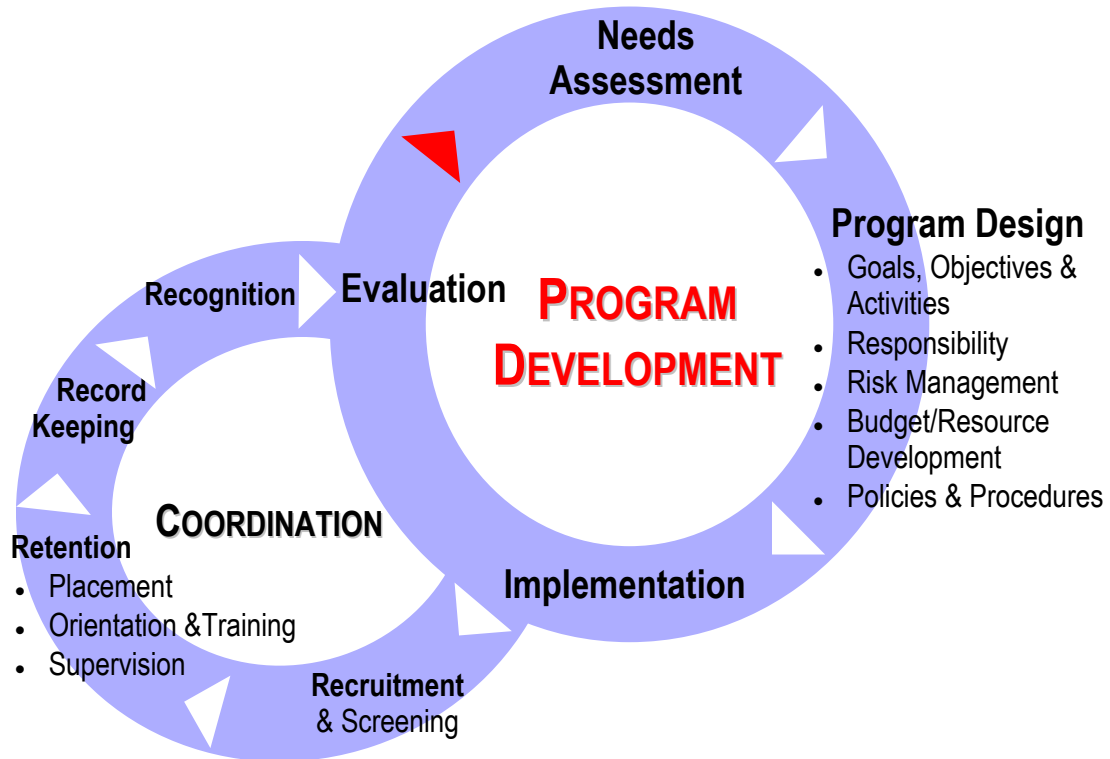 Needs
Assessment
Program Design
• Goals, Objectives &
Activities
• Responsibility
• Risk Management
• Budget/Resource
Development
• Policies & Procedures
Implementation
Evaluation
PROGRAM
DEVELOPMENT
Recognition
Record
Keeping
COORDINATION
Retention
• Placement
• Orientation &Training
• Supervision
Recruitment
& Screening